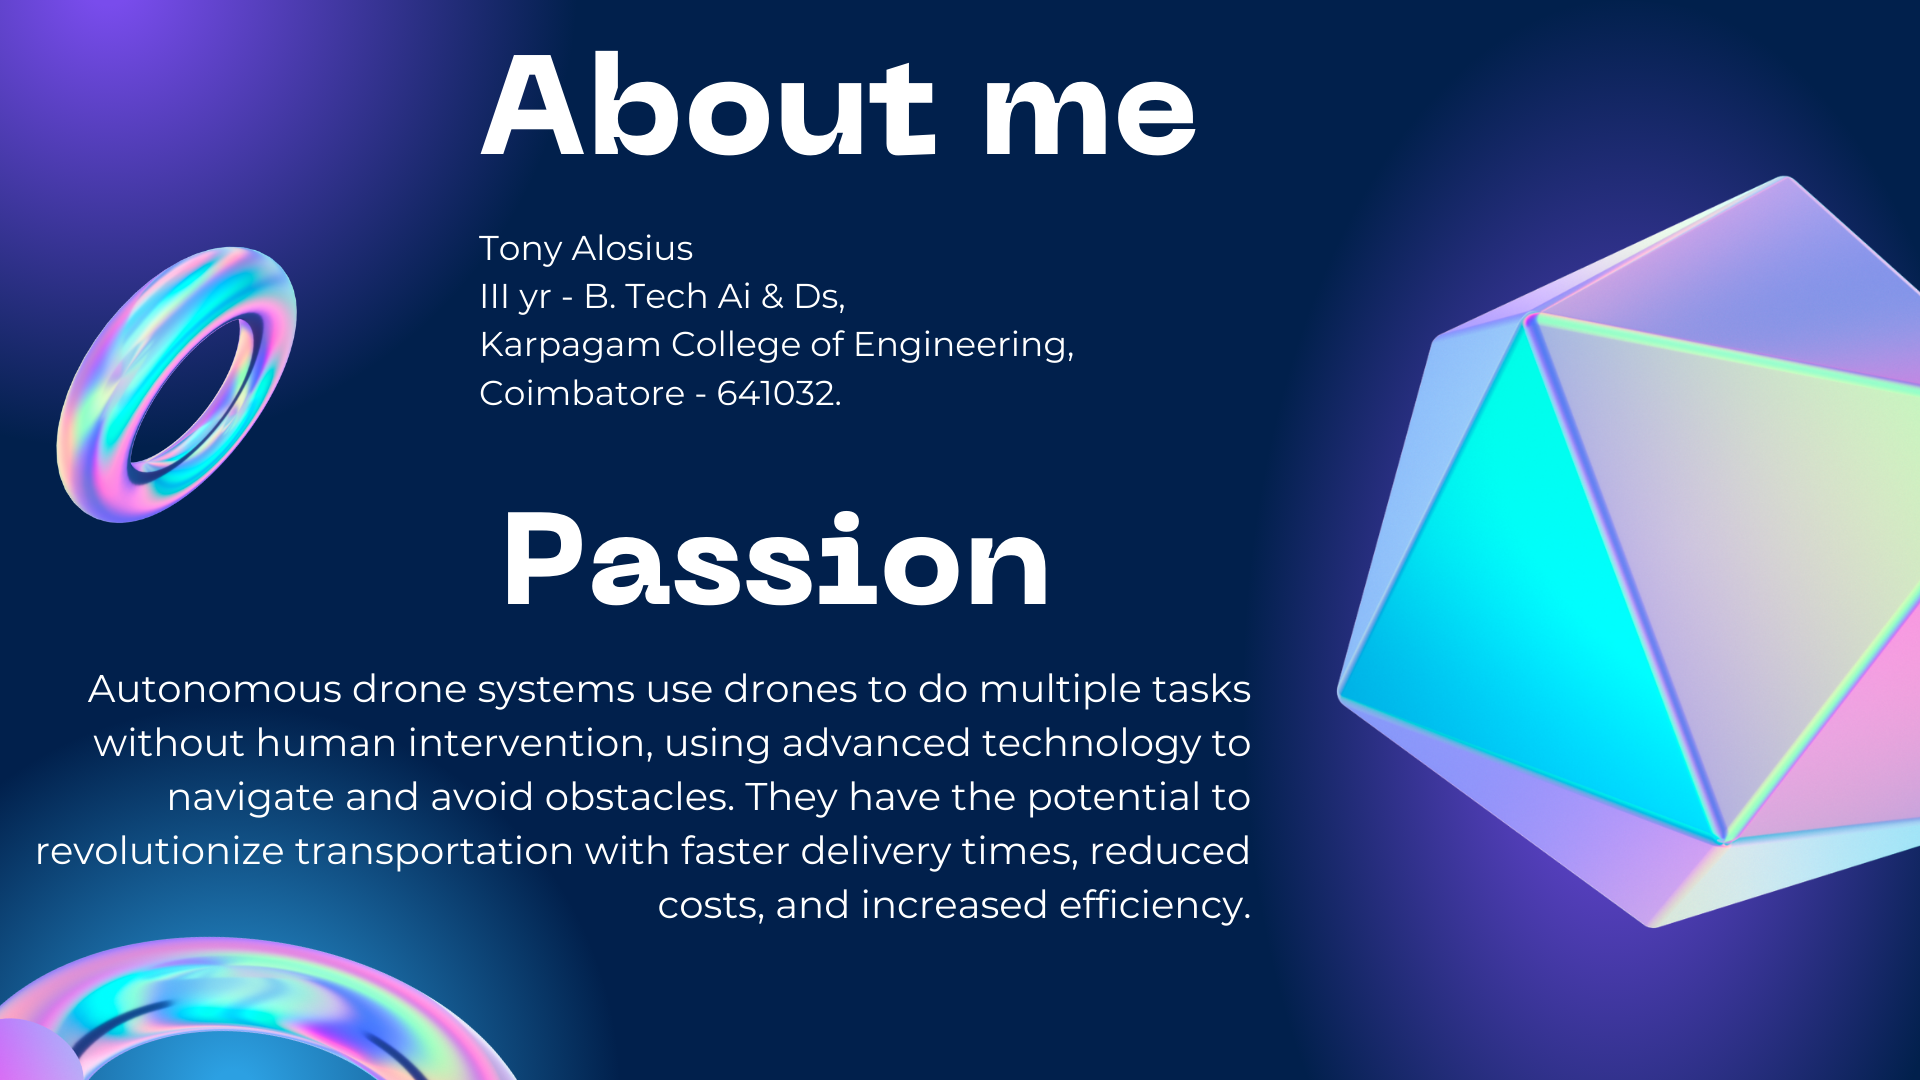 About me
Tony Alosius
III yr - B. Tech Ai & Ds,
Karpagam College of Engineering,
Coimbatore - 641032.
Passion
Autonomous drone systems use drones to do multiple tasks
without human intervention, using advanced technology to
navigate and avoid obstacles. They have the potential to
revolutionize transportation with faster delivery times, reduced
costs, and increased efficiency.